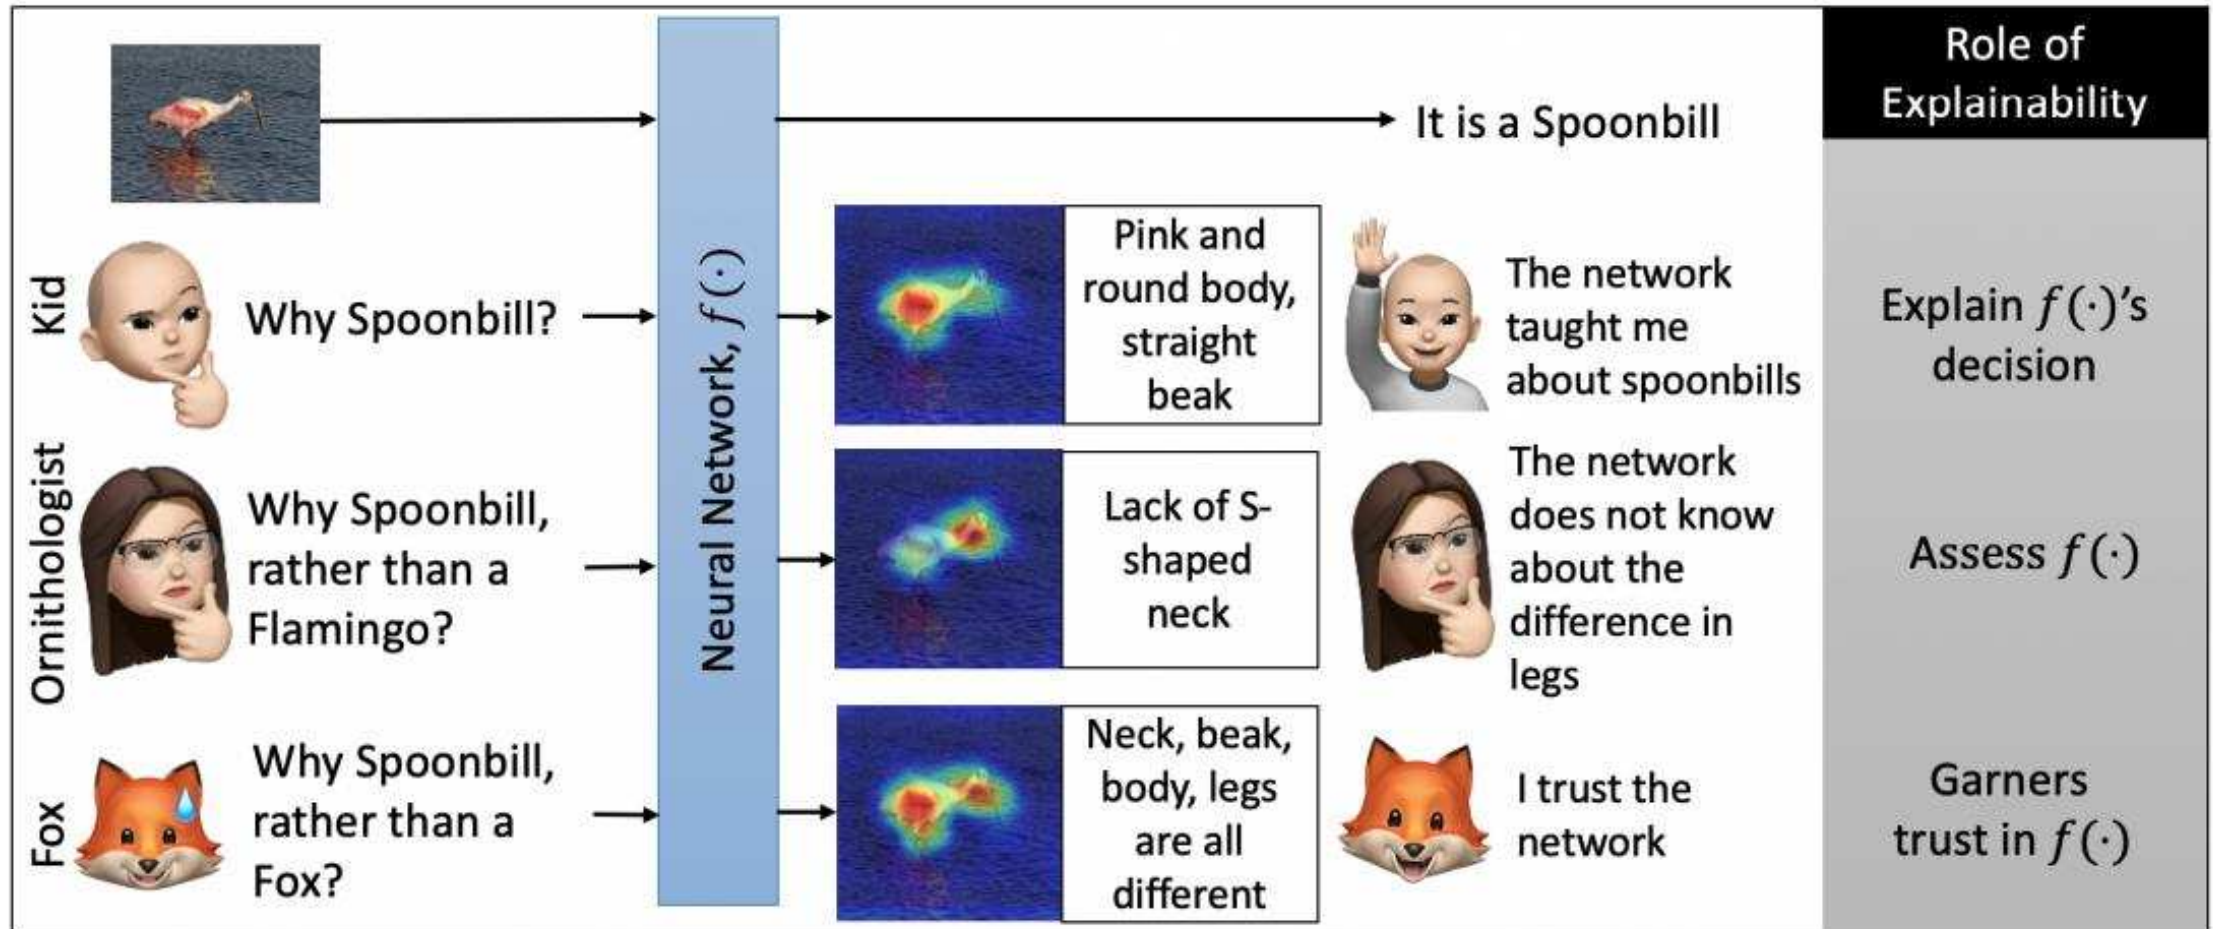 Role of
Explainability
It is a Spoonbill
Neural Network, f(·)
Kid
Why Spoonbill?
Pink and
round body,
straight
beak
The network
taught me
about spoonbills
Explain f(·)'s
decision
Ornithologist
Why Spoonbill,
rather than a
Flamingo?
Lack of S-
shaped
neck
The network
does not know
about the
difference in
legs
Assess f(·)
Fox
Why Spoonbill,
rather than a
Fox?
Neck, beak,
body, legs
are all
different
I trust the
network
Garners
trust in f(·)